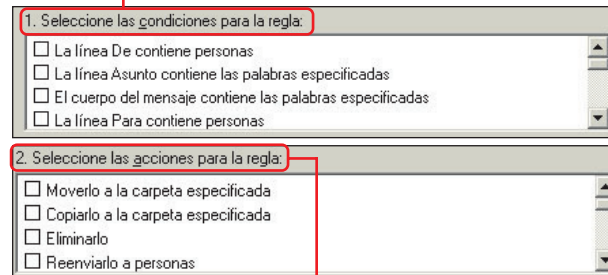 1. Seleccione las condiciones para la regla:
La línea De contiene personas
La línea Asunto contiene las palabras especificadas
El cuerpo del mensaje contiene las palabras especificadas
La línea Para contiene personas
2. Seleccione las acciones para la regla:
Moverlo a la carpeta especificada
Copiarlo a la carpeta especificada
Eliminarlo
Reenviarlo a personas